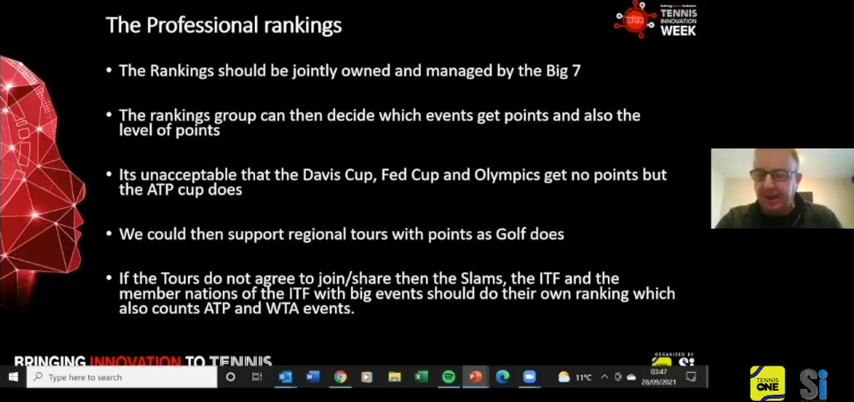 The Professional rankings
TENNIS
INNOVATION
WEEK
• The Rankings should be jointly owned and managed by the Big 7
• The rankings group can then decide which events get points and also the
level of points
• Its unacceptable that the Davis Cup, Fed Cup and Olympics get no points but
the ATP cup does
• We could then support regional tours with points as Golf does
• If the Tours do not agree to join/share then the Slams, the ITF and the
member nations of the ITF with big events should do their own ranking which
also counts ATP and WTA events.
BRINGING INNOVATION TO TENNIS
ORGANISED BY
Type here to search
11°C
03:47
28/09/2021
TENNIS
ONE
Si